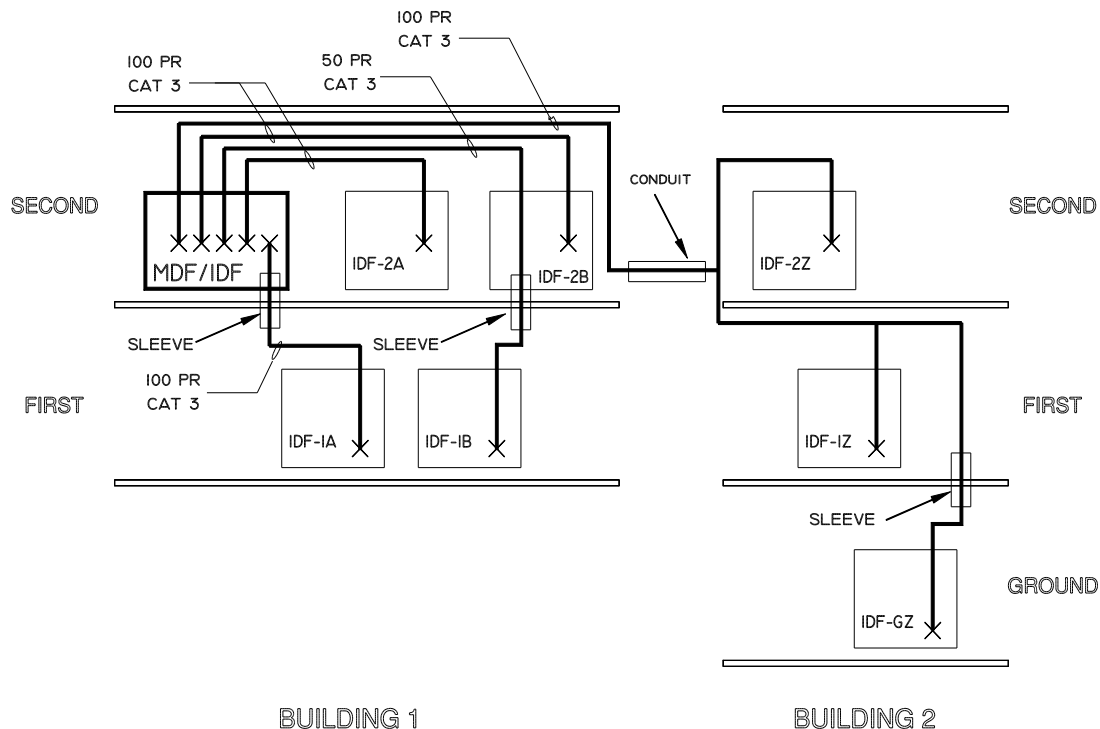 100 PR
CAT 3
100 PR
CAT 3
50 PR
CAT 3
CONDUIT
SECOND
SECOND
MDF/IDF
IDF-2A
IDF-2B
IDF-2Z
SLEEVE
SLEEVE
100 PR
CAT 3
FIRST
FIRST
IDF-1A
IDF-1B
IDF-1Z
SLEEVE
GROUND
IDF-GZ
BUILDING 1
BUILDING 2